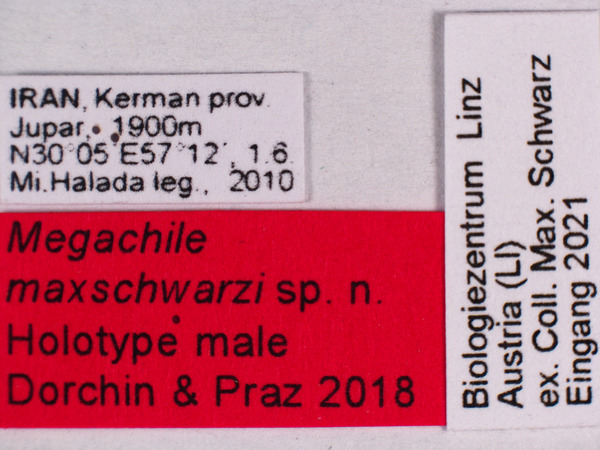 IRAN, Kerman prov.
Jupar, 1900m
N30°05'E57°12', 1.6.
Mi.Halada leg., 2010
Megachile
maxschwarzi sp. n.
Holotype male
Dorchin & Praz 2018
Biologiezentrum Linz
Austria (LI)
ex. Coll. Max. Schwarz
Eingang 2021